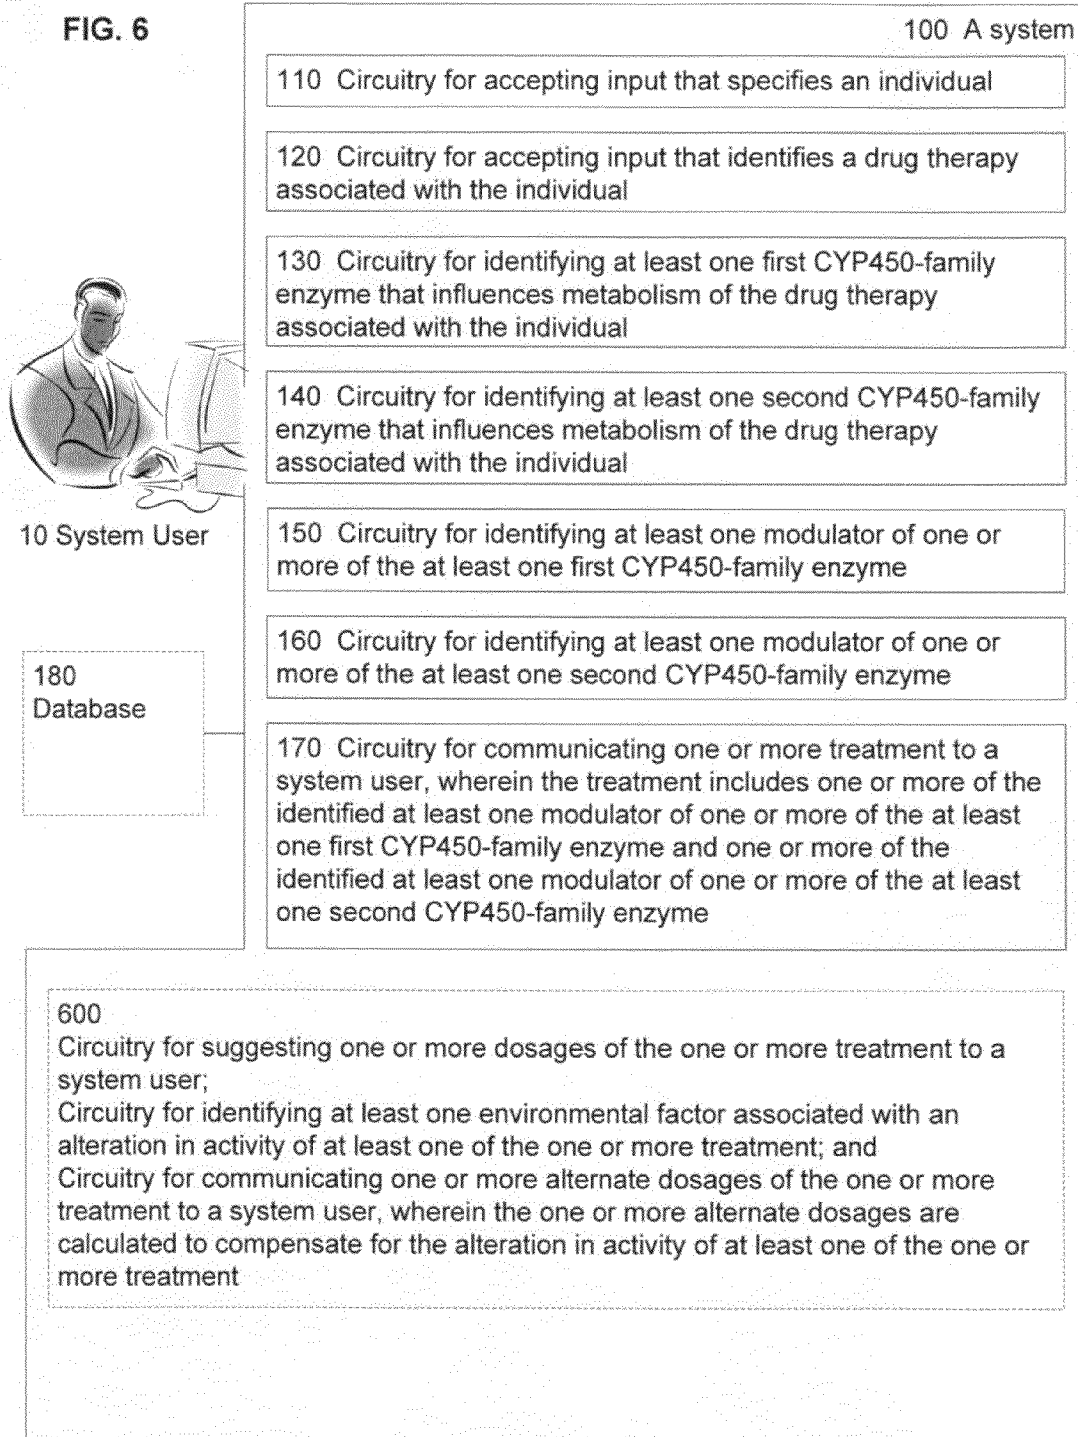 FIG. 6
100 A system
110 Circuitry for accepting input that specifies an individual
120 Circuitry for accepting input that identifies a drug therapy
associated with the individual
130 Circuitry for identifying at least one first CYP450-family
enzyme that influences metabolism of the drug therapy
associated with the individual
140 Circuitry for identifying at least one second CYP450-family
enzyme that influences metabolism of the drug therapy
associated with the individual
10 System User
150 Circuitry for identifying at least one modulator of one or
more of the at least one first CYP450-family enzyme
160 Circuitry for identifying at least one modulator of one or
more of the at least one second CYP450-family enzyme
180
Database
170 Circuitry for communicating one or more treatment to a
system user, wherein the treatment includes one or more of the
identified at least one modulator of one or more of the at least
one first CYP450-family enzyme and one or more of the
identified at least one modulator of one or more of the at least
one second CYP450-family enzyme
600
Circuitry for suggesting one or more dosages of the one or more treatment to a
system user;
Circuitry for identifying at least one environmental factor associated with an
alteration in activity of at least one of the one or more treatment; and
Circuitry for communicating one or more alternate dosages of the one or more
treatment to a system user, wherein the one or more alternate dosages are
calculated to compensate for the alteration in activity of at least one of the one or
more treatment